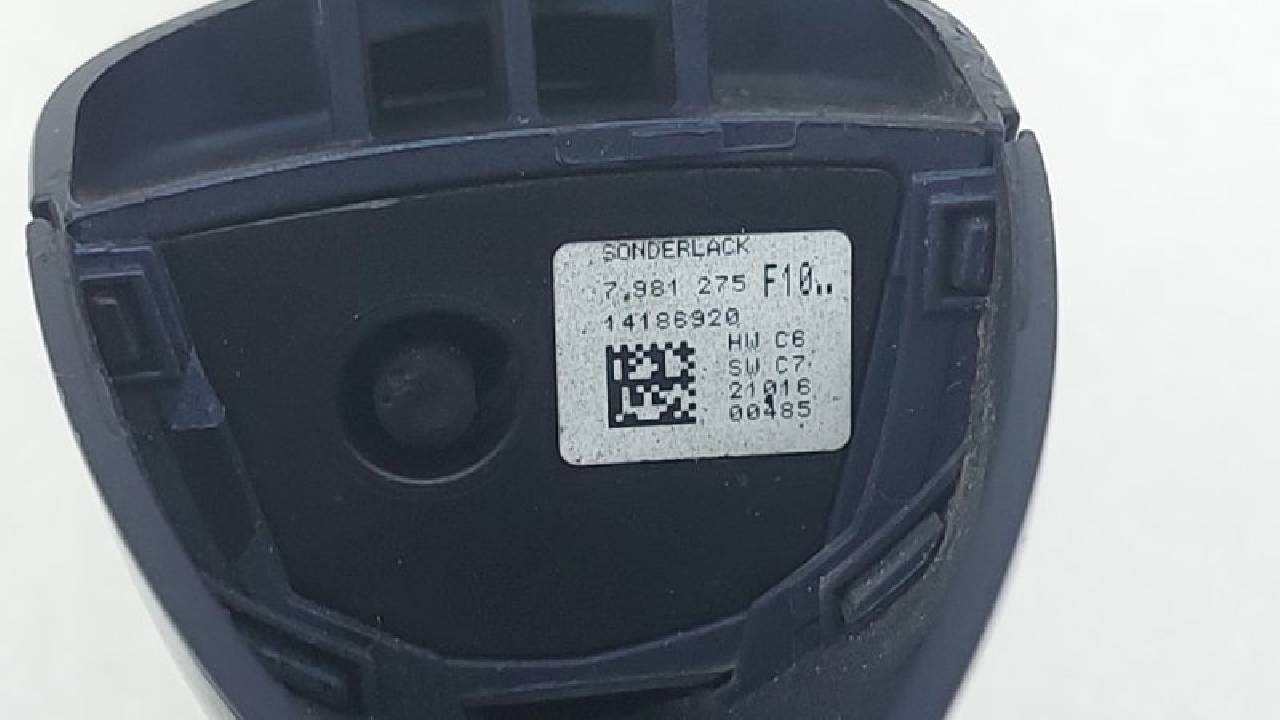 SONDERLACK
7.981 275 F10..
14186920
HW C6
SW C7
21016
00485